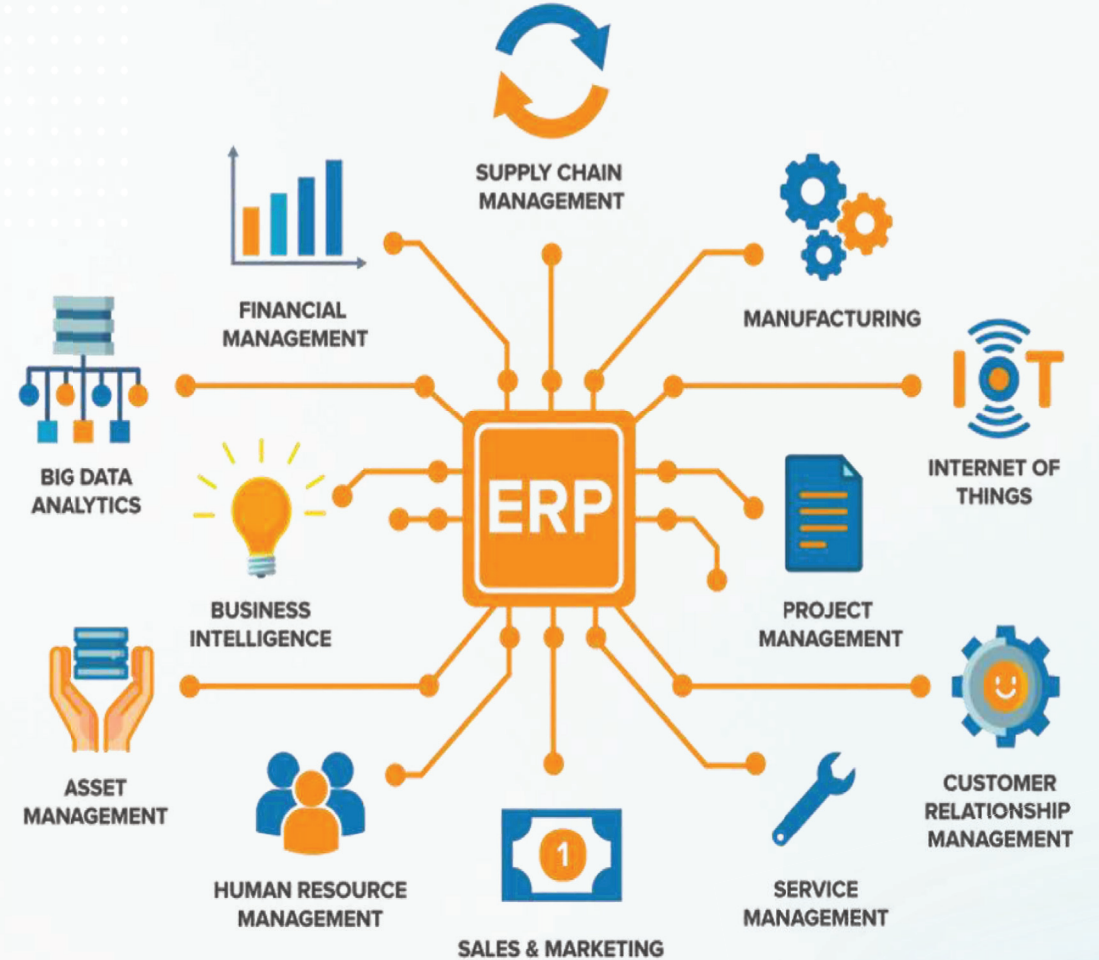 SUPPLY CHAIN
MANAGEMENT
FINANCIAL
MANAGEMENT
MANUFACTURING
IOT
BIG DATA
ANALYTICS
INTERNET OF
THINGS
ERP
BUSINESS
INTELLIGENCE
PROJECT
MANAGEMENT
ASSET
MANAGEMENT
CUSTOMER
RELATIONSHIP
MANAGEMENT
HUMAN RESOURCE
MANAGEMENT
1
SALES & MARKETING
SERVICE
MANAGEMENT